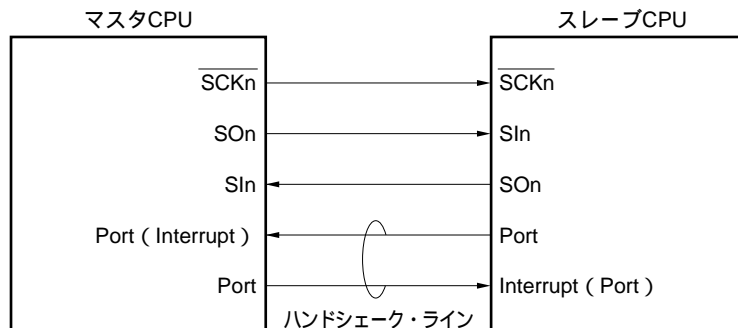 マスタCPU
スレーブCPU
SCKn
SCKn
SOn
SIn
SIn
SOn
Port ( Interrupt )
Port
Port
Interrupt ( Port )
ハンドシェーク・ライン